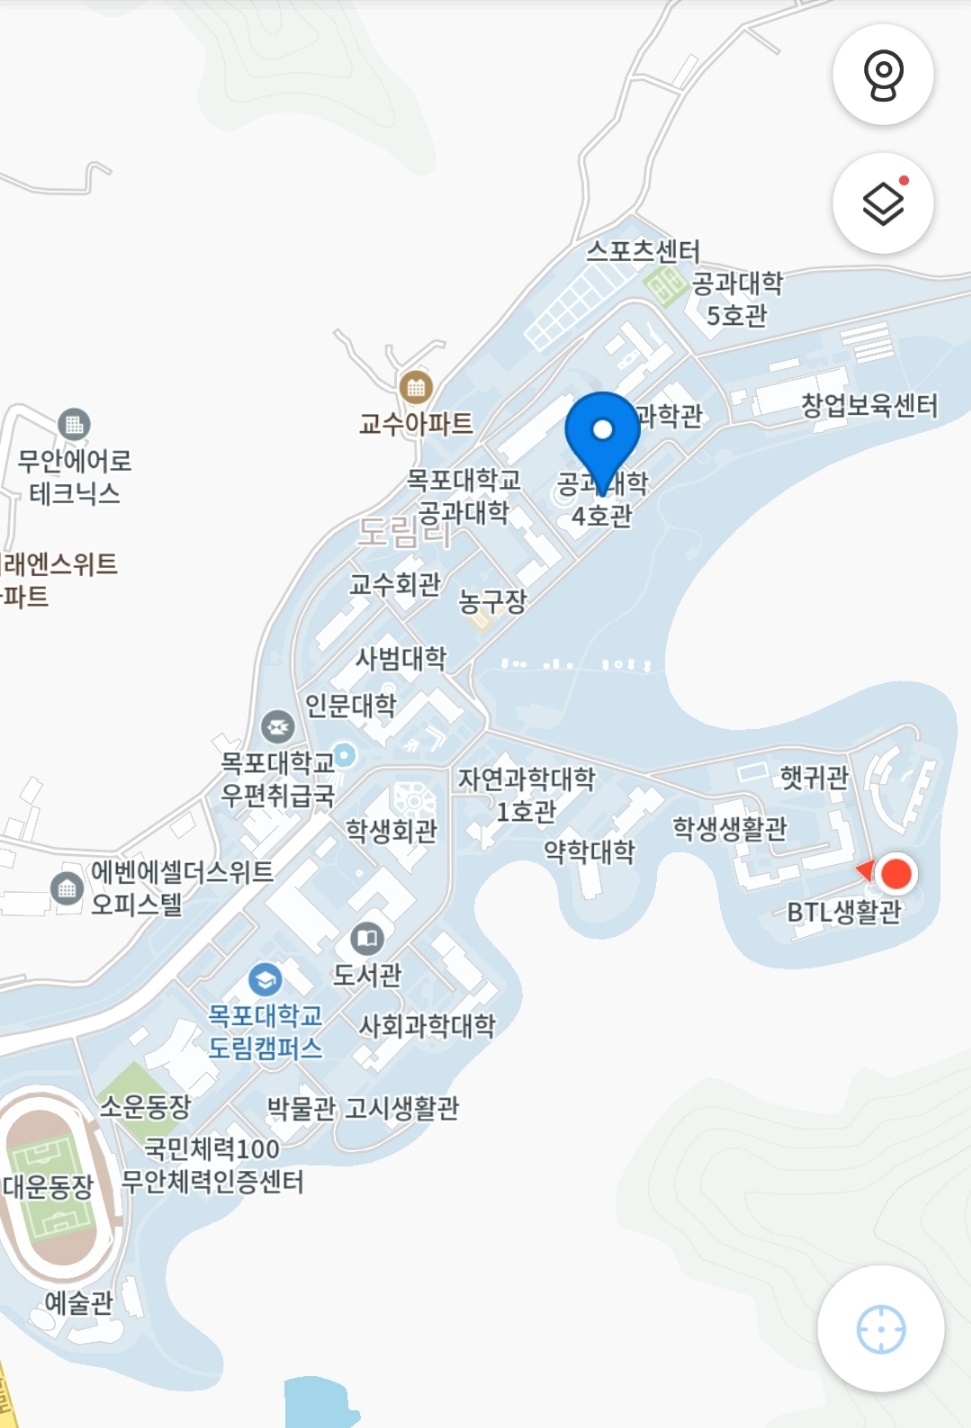 스포츠센터
공과대학
5호관
교수아파트
창업보육센터
과학관
무안에어로
테크닉스
목포대학교
공과대학
공과대학
4호관
도림리
래엔스위트
파트
교수회관
농구장
사범대학
인문대학
목포대학교
우편취급국
자연과학대학
1호관
햇귀관
학생회관
학생생활관
약학대학
에벤에셀더스위트
오피스텔
BTL생활관
도서관
목포대학교
도림캠퍼스
사회과학대학
소운동장
박물관
고시생활관
국민체력100
무안체력인증센터
대운동장
예술관